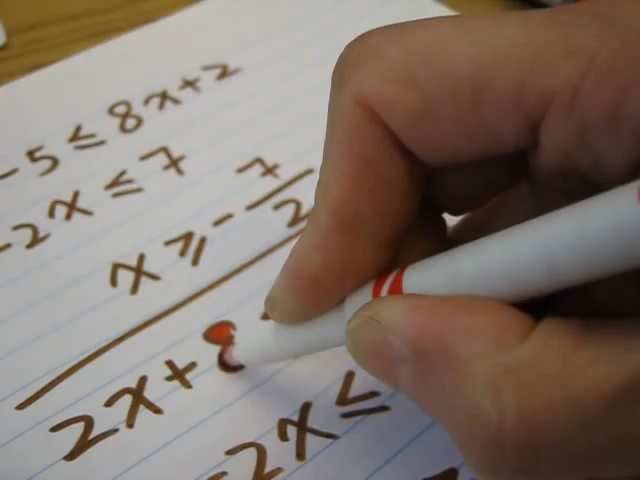 - 5 ≤ 8x + 2
- 2x ≤ 7
x ≥ - 7/2
2x +
- 2x ≤